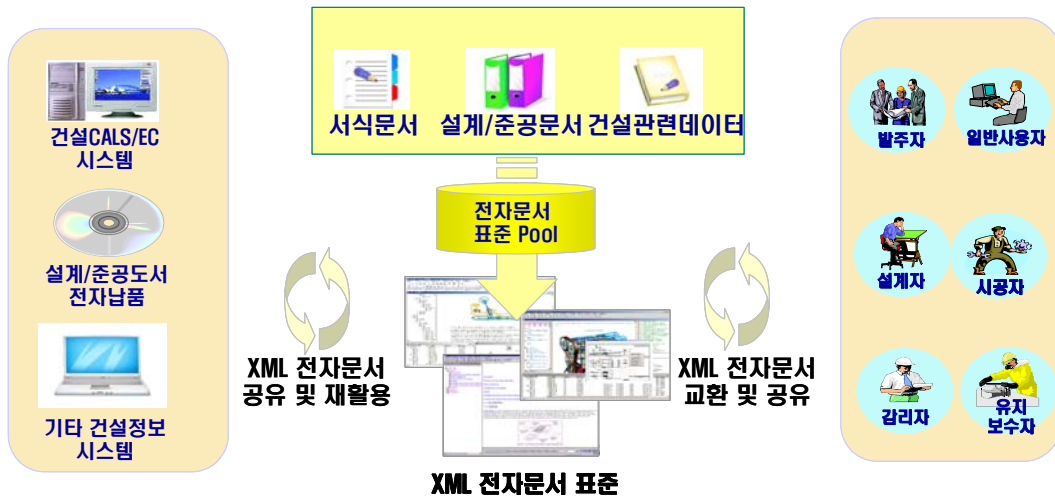 건설CALS/EC
시스템
설계/준공도서
전자납품
기타 건설정보
시스템
서식문서
설계/준공문서
건설관련데이터
전자문서
표준 Pool
XML 전자문서
공유 및 재활용
XML 전자문서
교환 및 공유
XML 전자문서 표준
발주자
일반사용자
설계자
시공자
감리자
유지
보수자